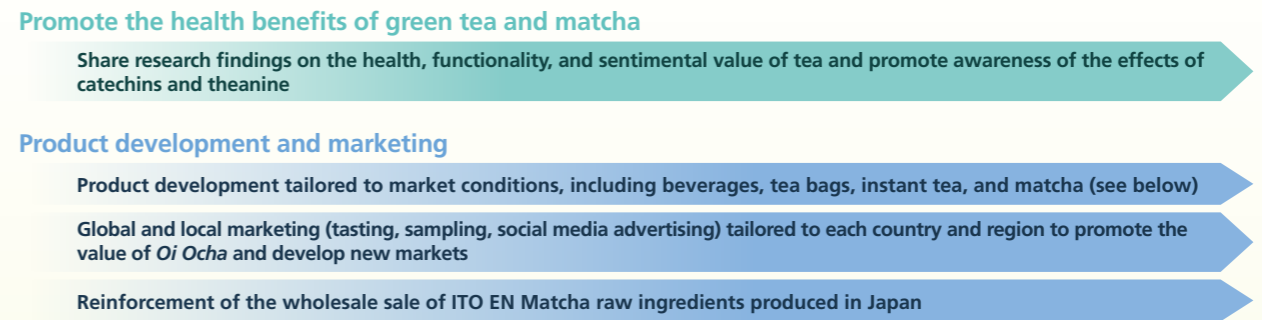 Promote the health benefits of green tea and matcha
Share research findings on the health, functionality, and sentimental value of tea and promote awareness of the effects of
catechins and theanine
Product development and marketing
Product development tailored to market conditions, including beverages, tea bags, instant tea, and matcha (see below)
Global and local marketing (tasting, sampling, social media advertising) tailored to each country and region to promote the
value of Oi Ocha and develop new markets
Reinforcement of the wholesale sale of ITO EN Matcha raw ingredients produced in Japan